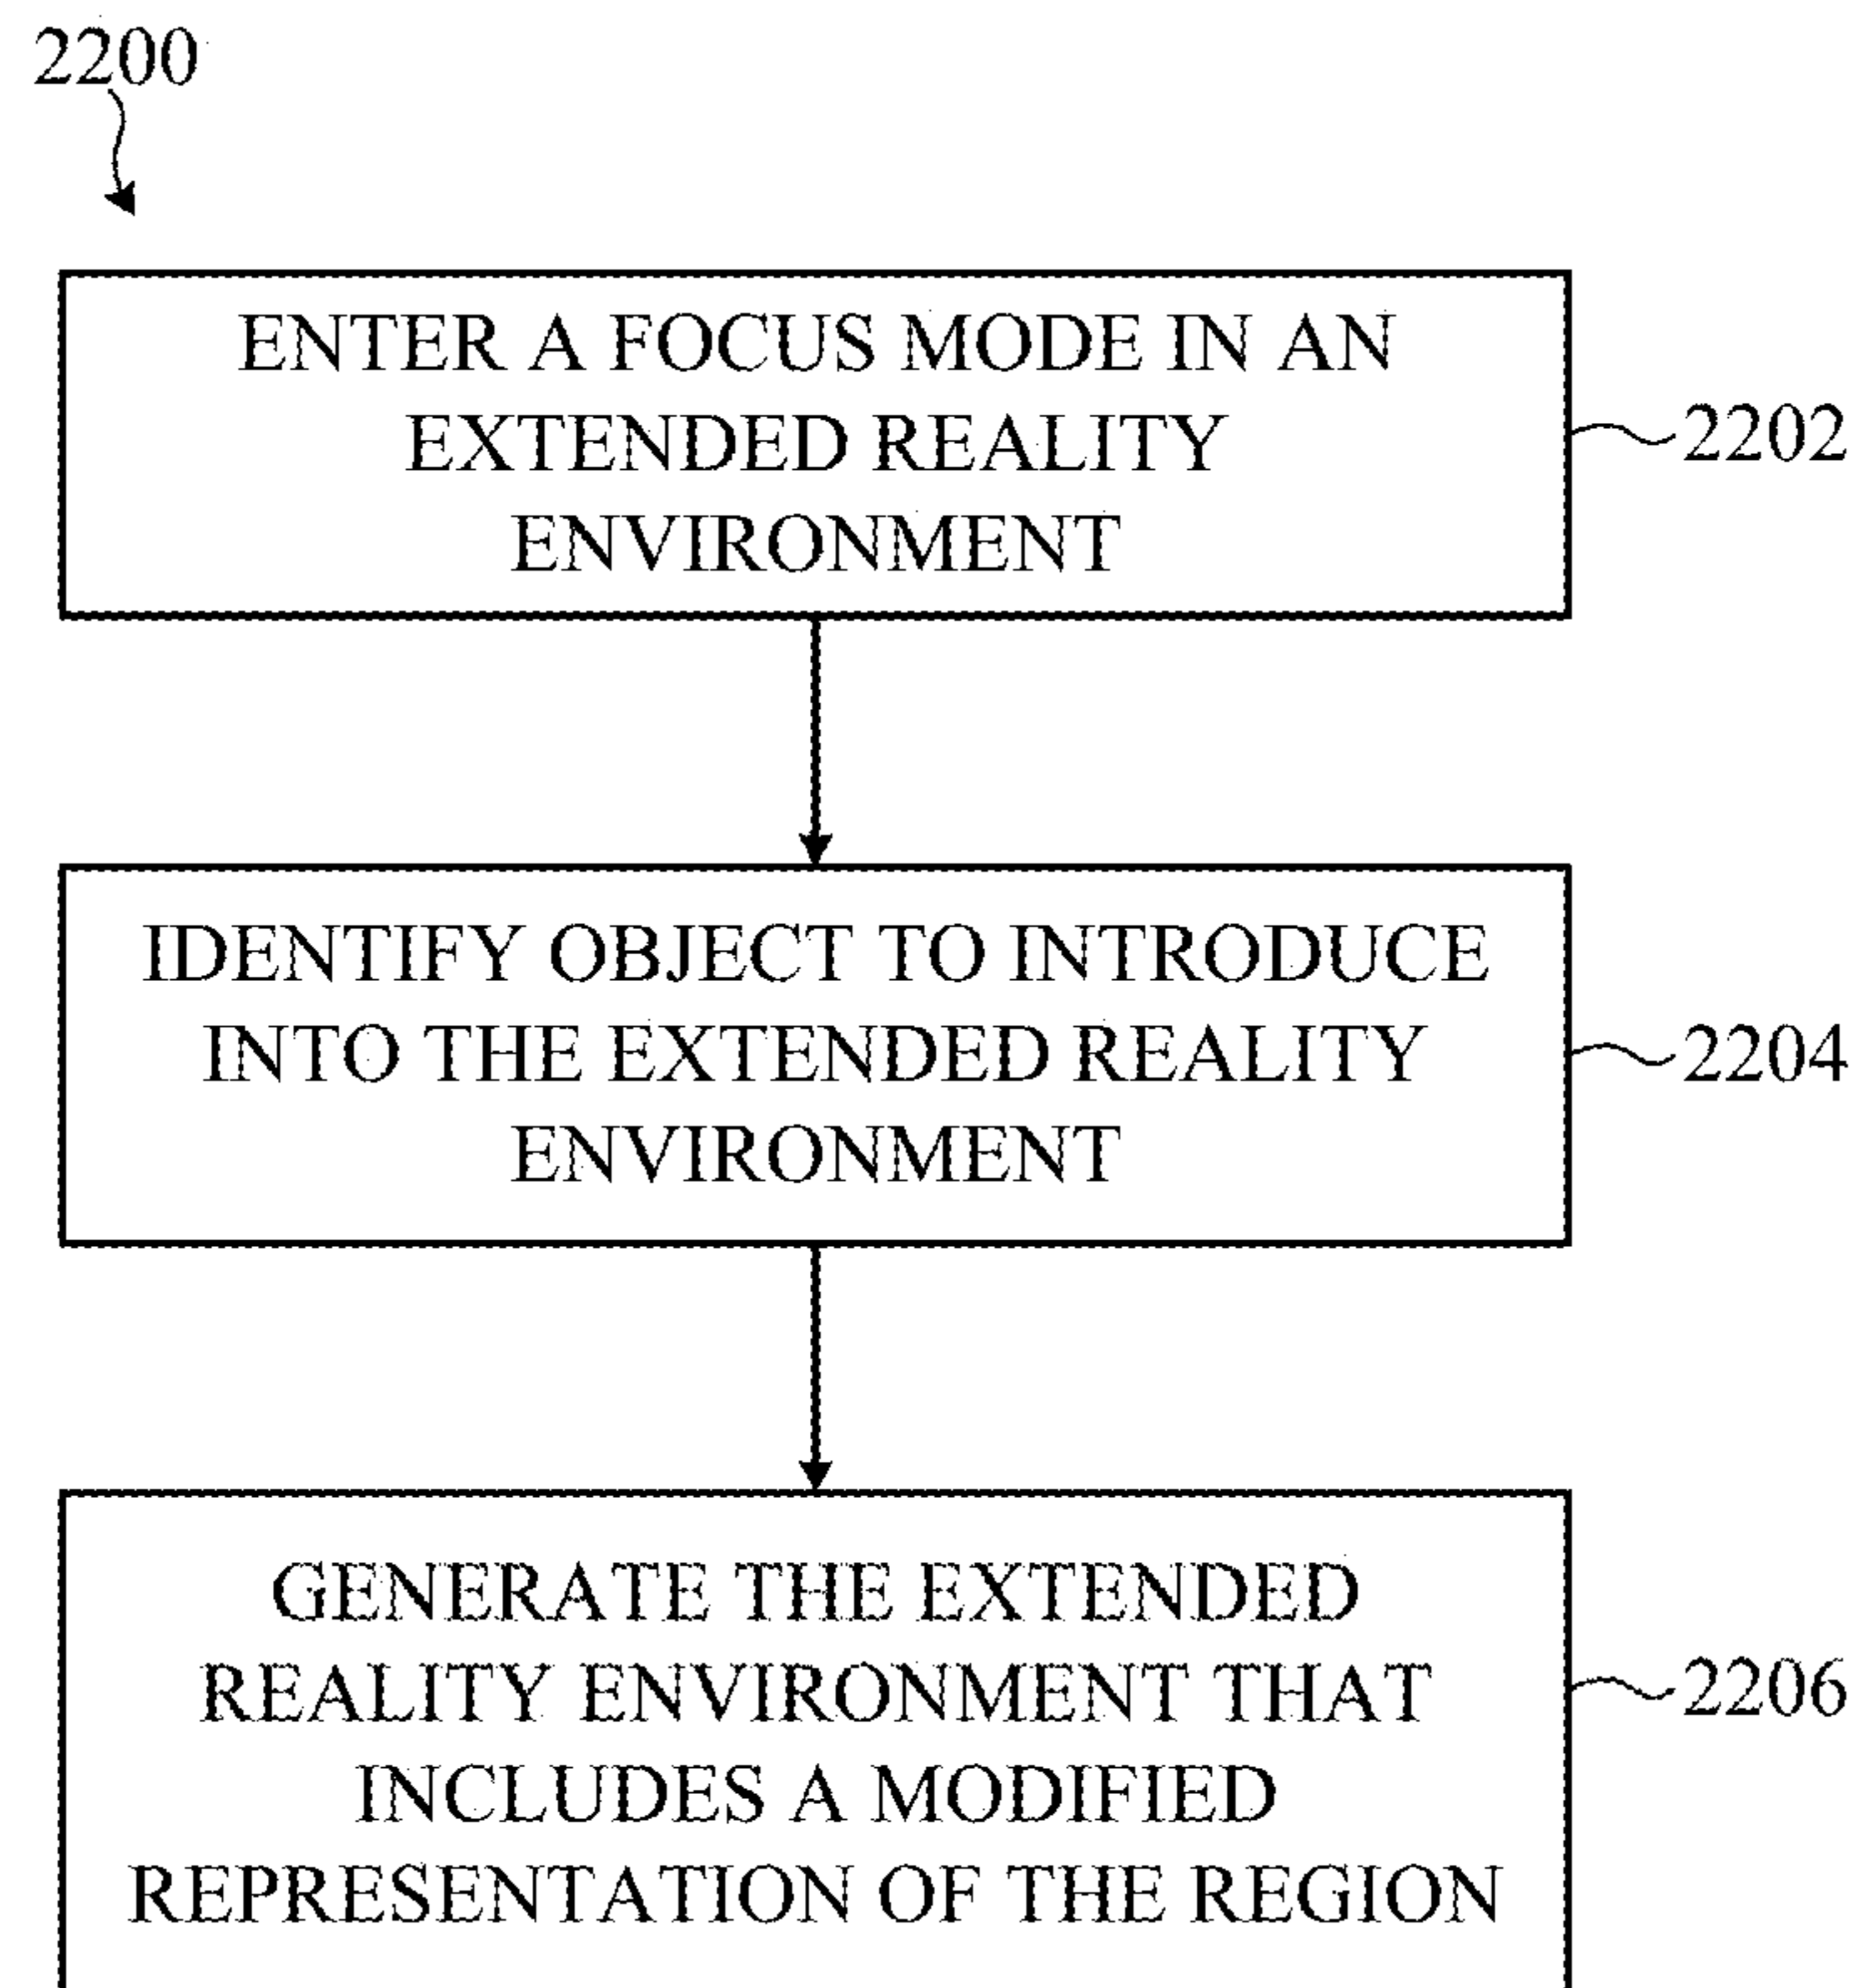 2200
ENTER A FOCUS MODE IN AN
EXTENDED REALITY
ENVIRONMENT
2202
IDENTIFY OBJECT TO INTRODUCE
INTO THE EXTENDED REALITY
ENVIRONMENT
2204
GENERATE THE EXTENDED
REALITY ENVIRONMENT THAT
INCLUDES A MODIFIED
REPRESENTATION OF THE REGION
2206